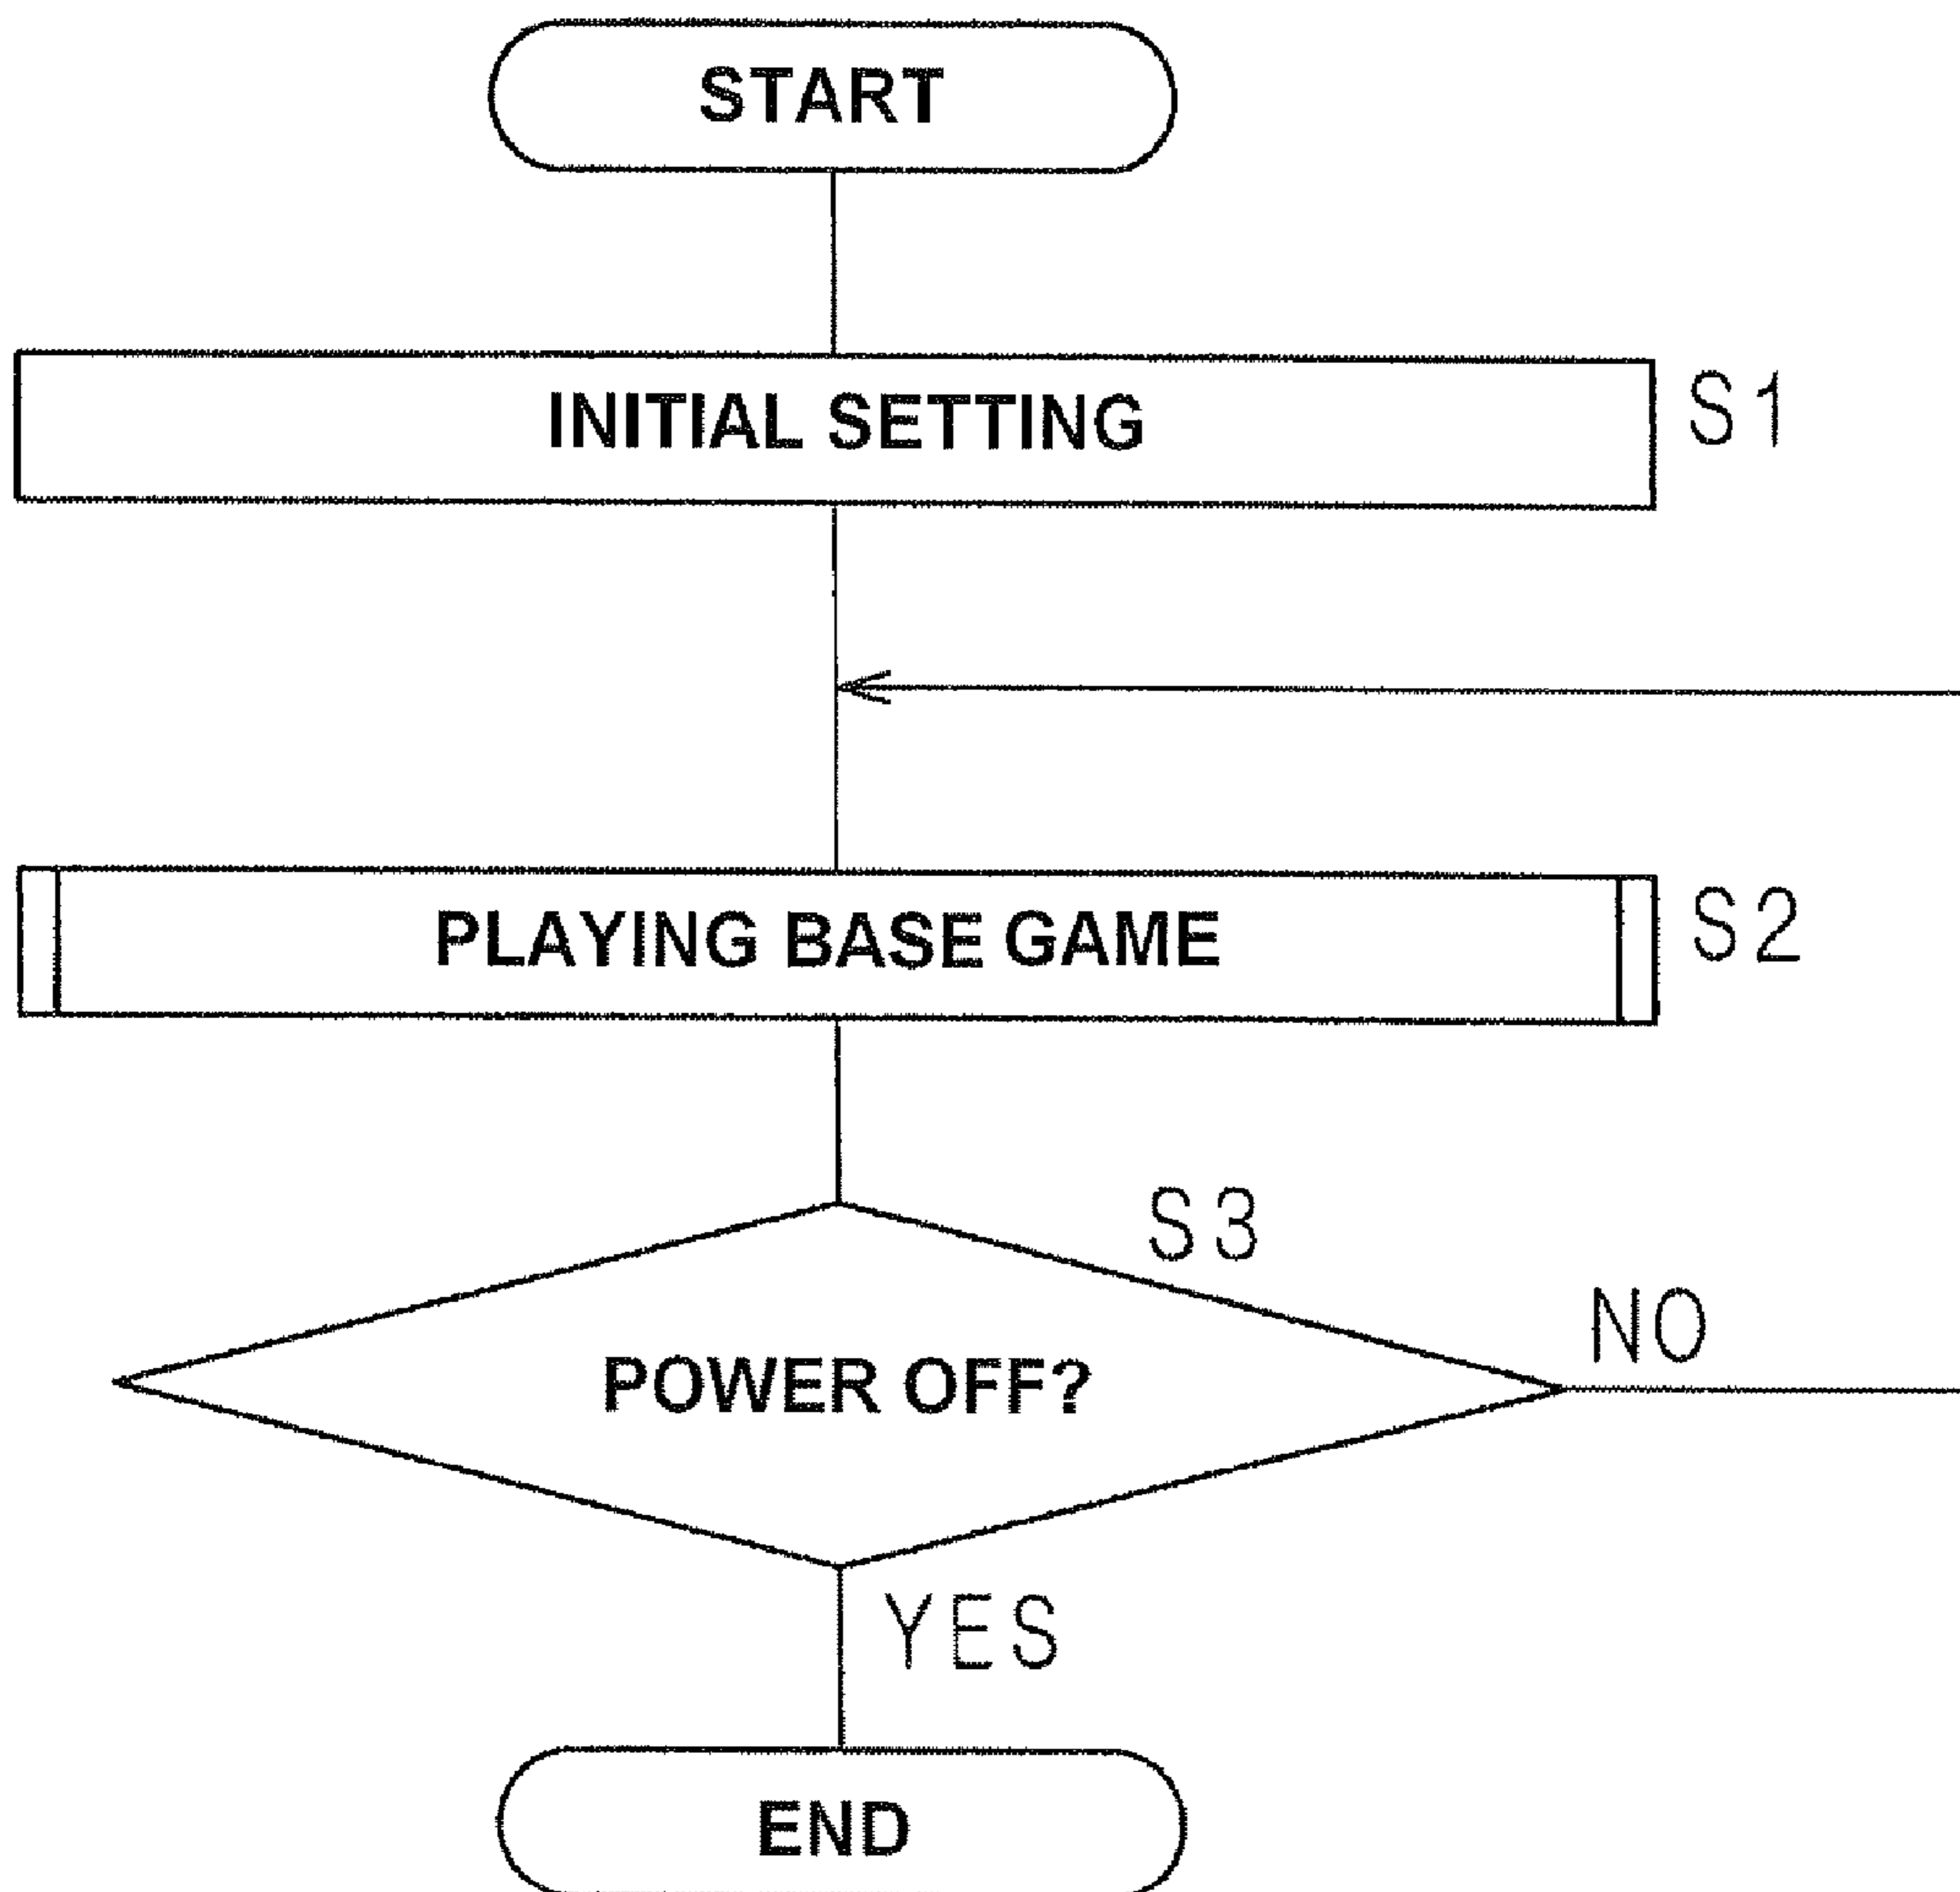 START
INITIAL SETTING S1
PLAYING BASE GAME S2
S3
POWER OFF?
NO
YES
END